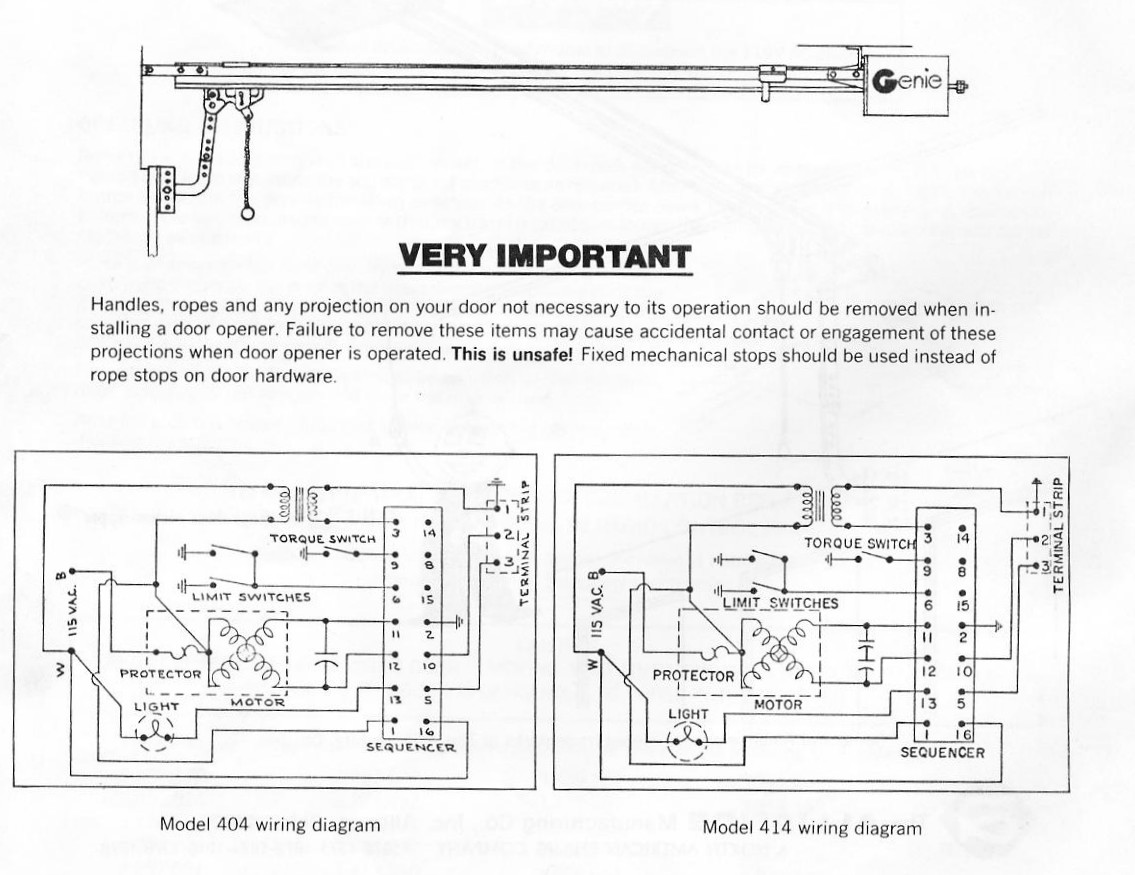 Genie
VERY IMPORTANT
Handles, ropes and any projection on your door not necessary to its operation should be removed when in-
stalling a door opener. Failure to remove these items may cause accidental contact or engagement of these
projections when door opener is operated. This is unsafe! Fixed mechanical stops should be used instead of
rope stops on door hardware.
TORQUE SWITCH
LIMIT SWITCHES
B
115 VAC.
W
PROTECTOR
MOTOR
LIGHT
3 14
9 8
6 15
11 2
12 10
13 5
1 16
SEQUENCER
1
2
3
TERMINAL STRIP
Model 404 wiring diagram
TORQUE SWITCH
LIMIT SWITCHES
B
115 VAC.
W
PROTECTOR
MOTOR
LIGHT
3 14
9 8
6 15
11 2
12 10
13 5
1 16
SEQUENCER
1
2
3
TERMINAL STRIP
Model 414 wiring diagram